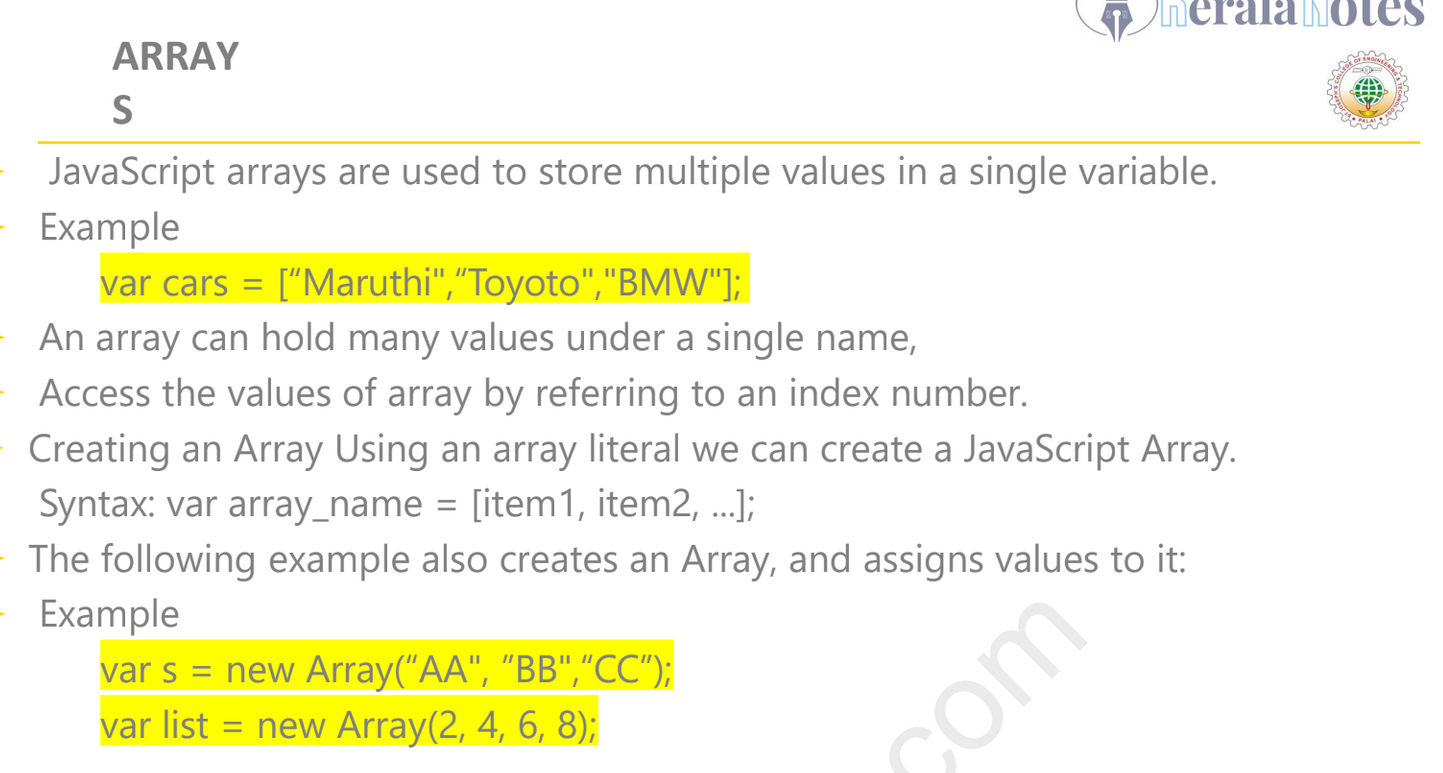 Kerala Notes
ARRAY
S
JavaScript arrays are used to store multiple values in a single variable.
Example
var cars = [“Maruthi",“Toyoto","BMW"];
An array can hold many values under a single name,
Access the values of array by referring to an index number.
Creating an Array Using an array literal we can create a JavaScript Array.
Syntax: var array_name = [item1, item2, ...];
The following example also creates an Array, and assigns values to it:
Example
var s = new Array(“AA", ”BB",“CC”);
var list = new Array(2, 4, 6, 8);
com